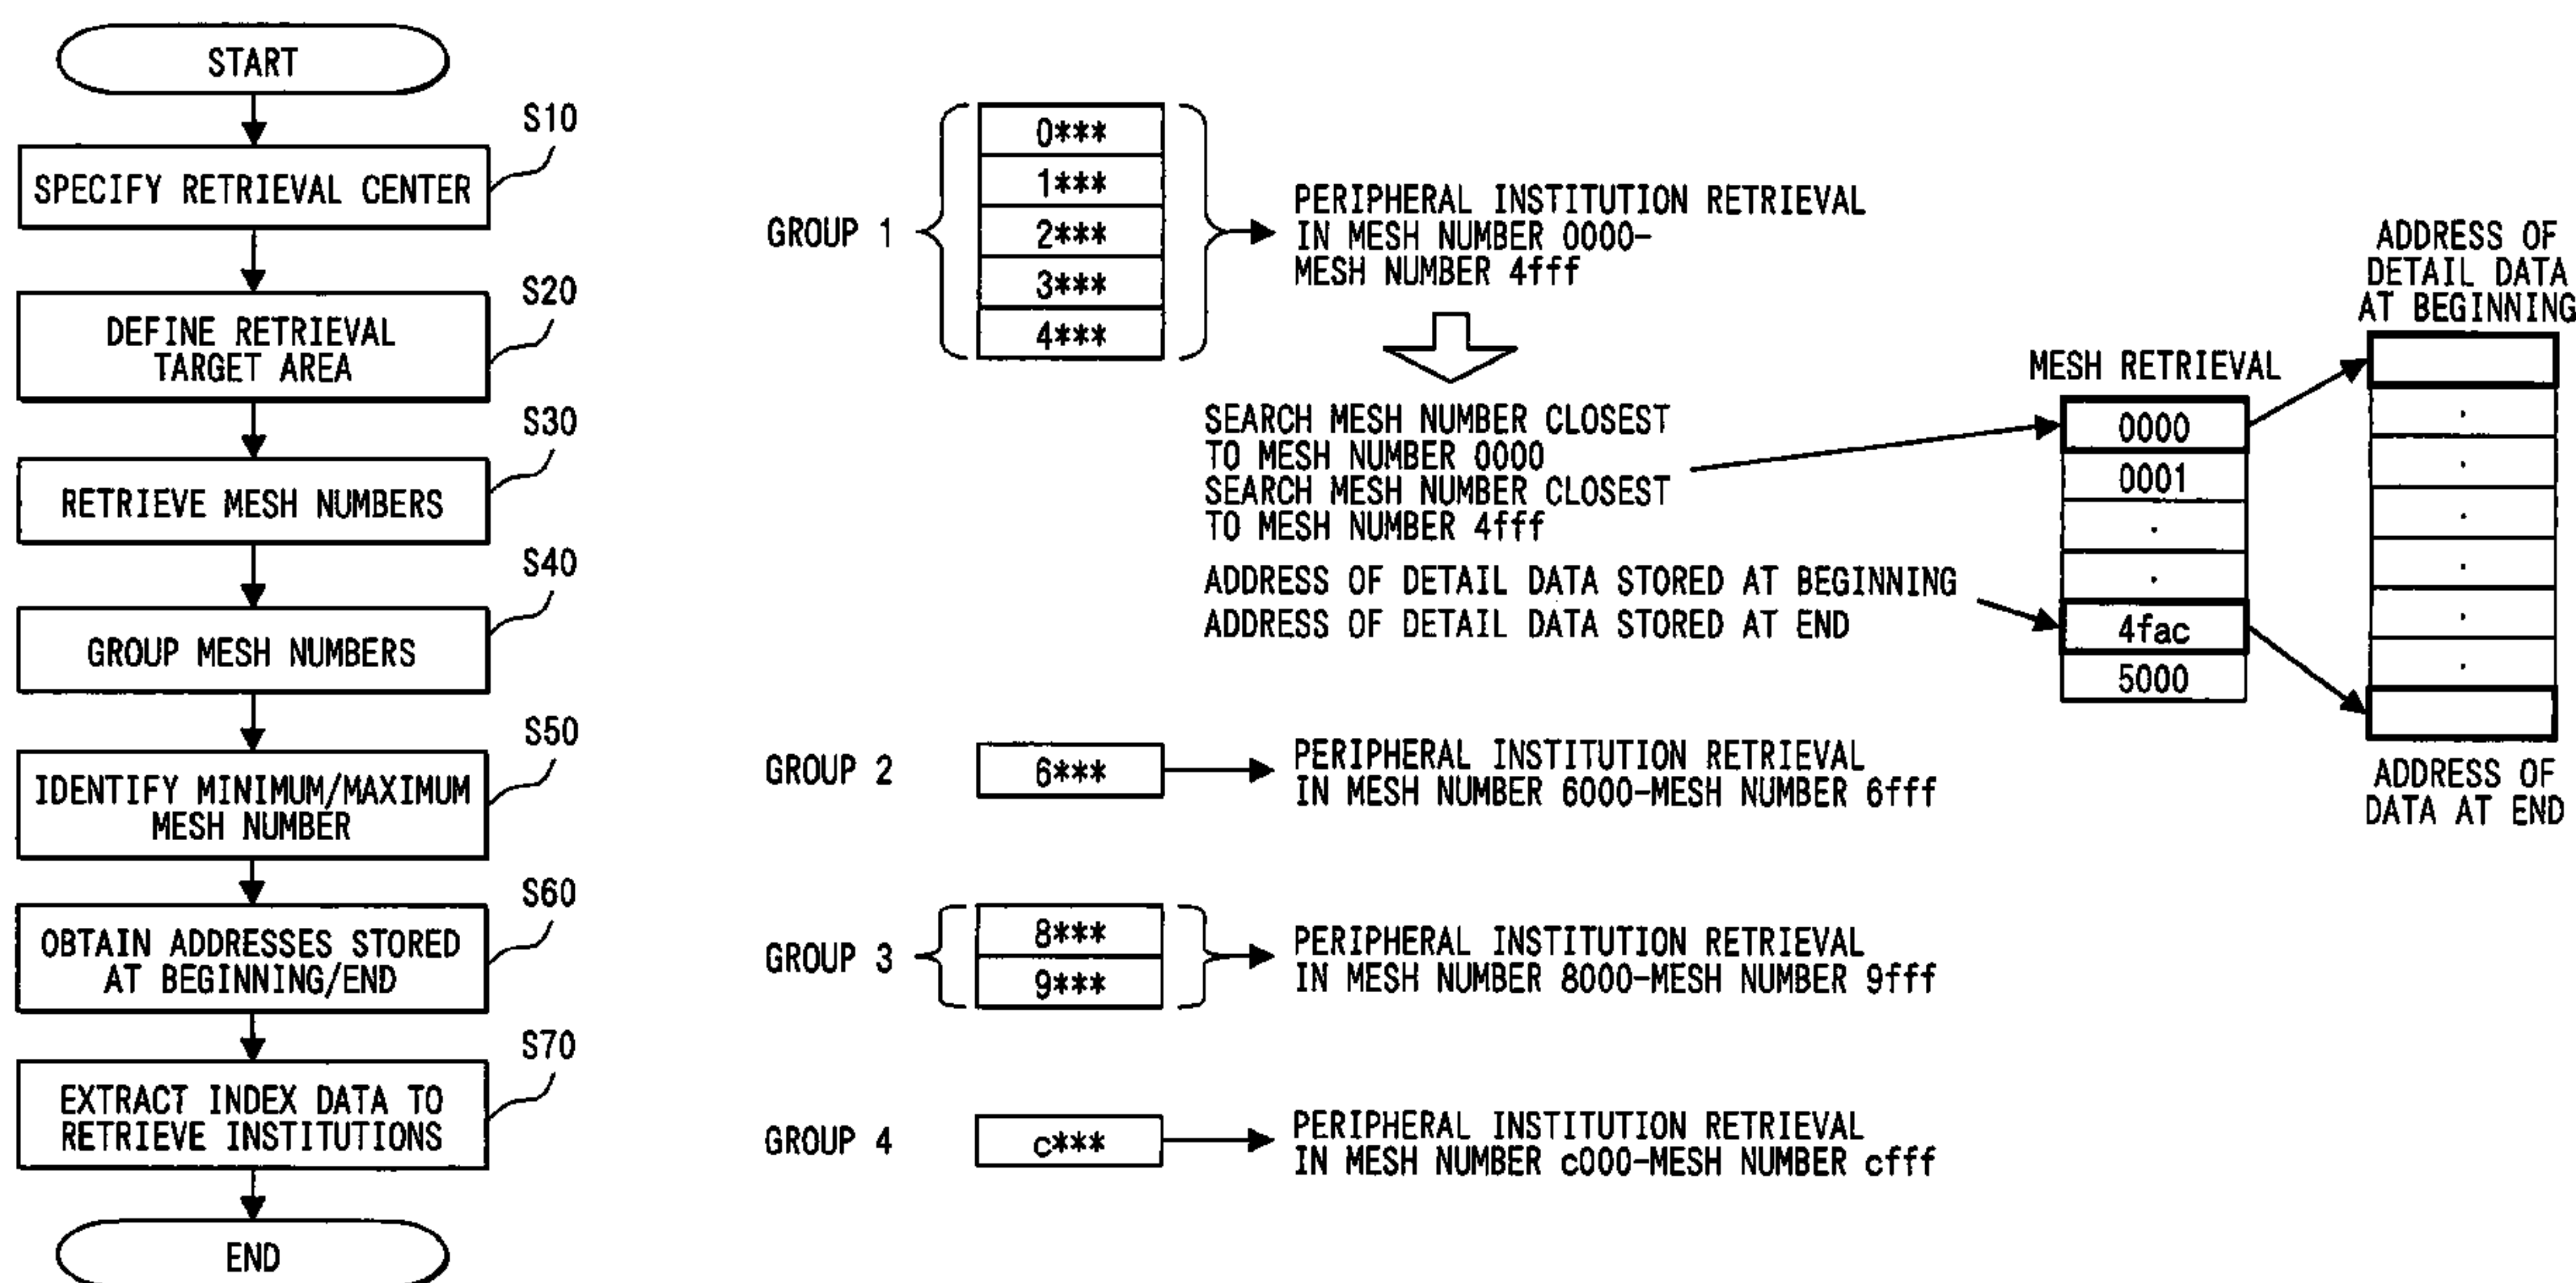 START
S10
SPECIFY RETRIEVAL CENTER
S20
DEFINE RETRIEVAL
TARGET AREA
S30
RETRIEVE MESH NUMBERS
S40
GROUP MESH NUMBERS
S50
IDENTIFY MINIMUM/MAXIMUM
MESH NUMBER
S60
OBTAIN ADDRESSES STORED
AT BEGINNING/END
S70
EXTRACT INDEX DATA TO
RETRIEVE INSTITUTIONS
END
GROUP 1
0***
1***
2***
3***
4***
PERIPHERAL INSTITUTION RETRIEVAL
IN MESH NUMBER 0000-
MESH NUMBER 4fff
SEARCH MESH NUMBER CLOSEST
TO MESH NUMBER 0000
SEARCH MESH NUMBER CLOSEST
TO MESH NUMBER 4fff
ADDRESS OF DETAIL DATA STORED AT BEGINNING
ADDRESS OF DETAIL DATA STORED AT END
MESH RETRIEVAL
0000
0001
.
.
4fac
5000
ADDRESS OF
DETAIL DATA
AT BEGINNING
.
.
.
.
.
.
ADDRESS OF
DATA AT END
GROUP 2
6***
PERIPHERAL INSTITUTION RETRIEVAL
IN MESH NUMBER 6000-MESH NUMBER 6fff
GROUP 3
8***
9***
PERIPHERAL INSTITUTION RETRIEVAL
IN MESH NUMBER 8000-MESH NUMBER 9fff
GROUP 4
c***
PERIPHERAL INSTITUTION RETRIEVAL
IN MESH NUMBER c000-MESH NUMBER cfff